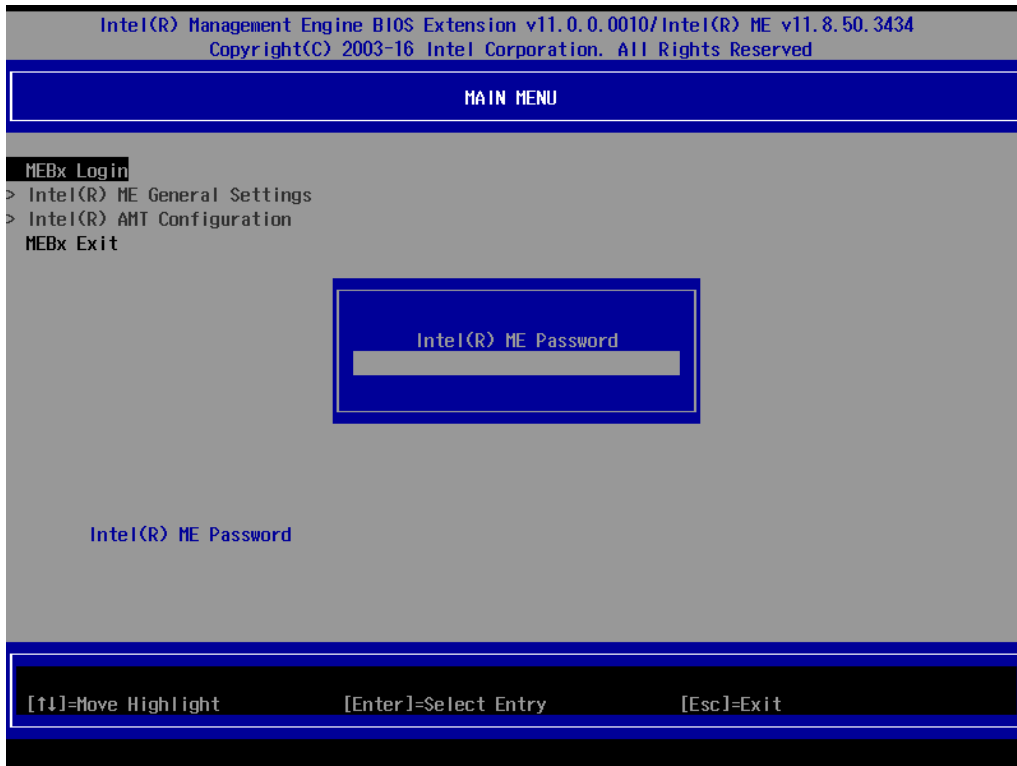 Intel(R) Management Engine BIOS Extension v11.0.0.0010/Intel(R) ME v11.8.50.3434
Copyright(C) 2003-16 Intel Corporation. All Rights Reserved
MAIN MENU
MEBx Login
> Intel(R) ME General Settings
> Intel(R) AMT Configuration
MEBx Exit
Intel(R) ME Password
Intel(R) ME Password
[↑↓]=Move Highlight [Enter]=Select Entry [Esc]=Exit